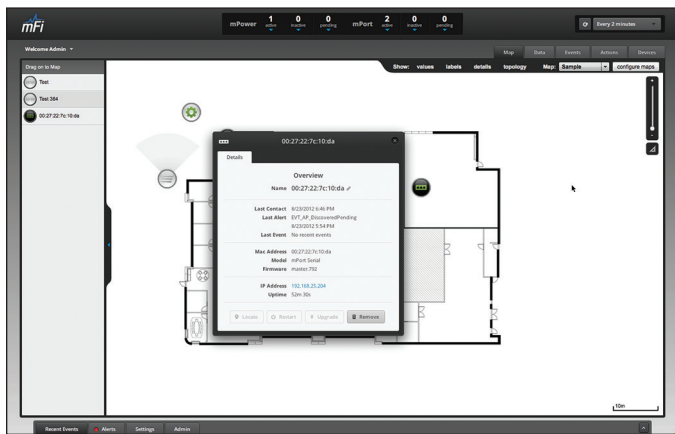 mFi
mPower 1 active 0 inactive 0 pending mPort 2 active 0 inactive 0 pending
Every 2 minutes
Welcome Admin
Map Data Events Actions Devices
Drag on to Map
Show: values labels details topology Map: Sample configure maps
Test
Test 384
00:27:22:7c:10:da
00:27:22:7c:10:da
Details
Overview
Name 00:27:22:7c:10:da
Last Contact 8/23/2012 6:46 PM
Last Alert EVT_AP_DiscoveredPending
8/23/2012 5:54 PM
Last Event No recent events
Mac Address 00:27:22:7c:10:da
Model mPort Serial
Firmware master:792
IP Address 192.168.25.204
Uptime 52m 30s
Locate Restart Upgrade Remove
10m
Recent Events Alerts Settings Admin